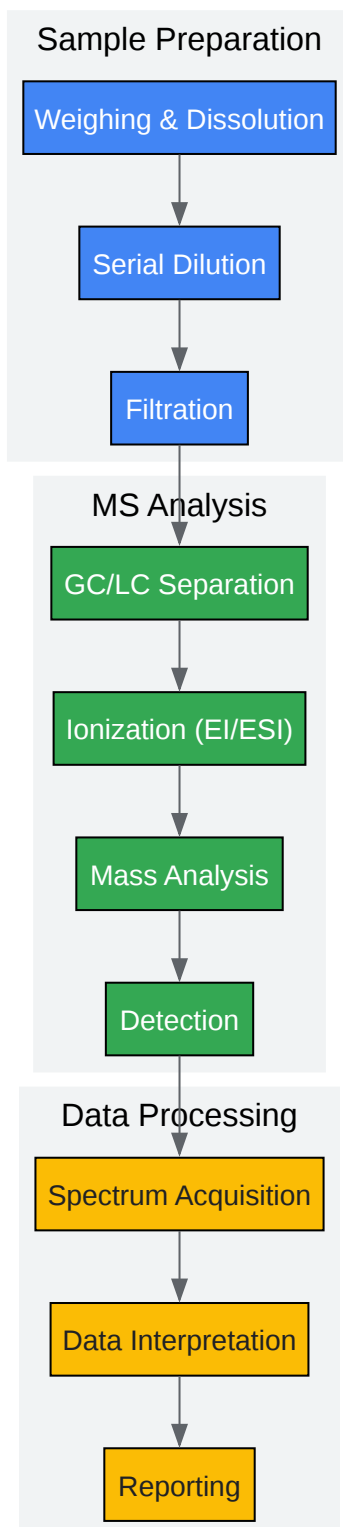 Sample Preparation
Weighing & Dissolution
Serial Dilution
Filtration
MS Analysis
GC/LC Separation
Ionization (EI/ESI)
Mass Analysis
Detection
Data Processing
Spectrum Acquisition
Data Interpretation
Reporting